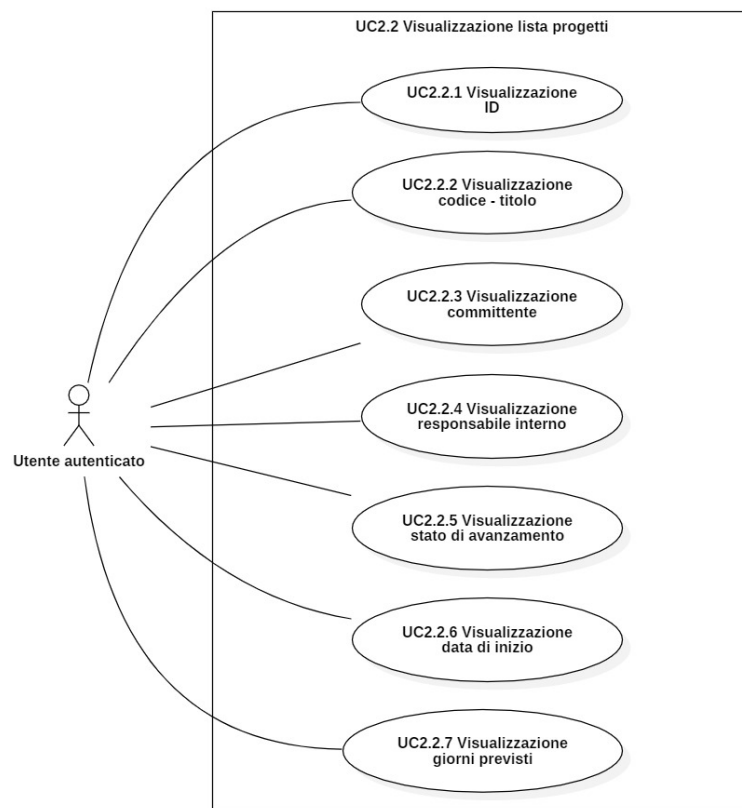 UC2.2 Visualizzazione lista progetti
UC2.2.1 Visualizzazione
ID
UC2.2.2 Visualizzazione
codice - titolo
UC2.2.3 Visualizzazione
committente
UC2.2.4 Visualizzazione
responsabile interno
Utente autenticato
UC2.2.5 Visualizzazione
stato di avanzamento
UC2.2.6 Visualizzazione
data di inizio
UC2.2.7 Visualizzazione
giorni previsti